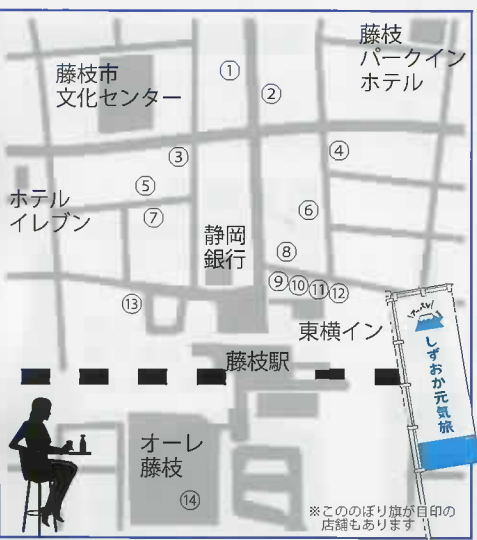 藤枝
パークイン
ホテル
藤枝市
文化センター
①
②
③
④
⑤
ホテル
イレブン
⑦
⑥
静岡
銀行
⑧
⑨⑩⑪⑫
⑬
東横イン
藤枝駅
しずおか元気旅
オーレ
藤枝
⑭
※こののぼり旗が目印の
店舗もあります